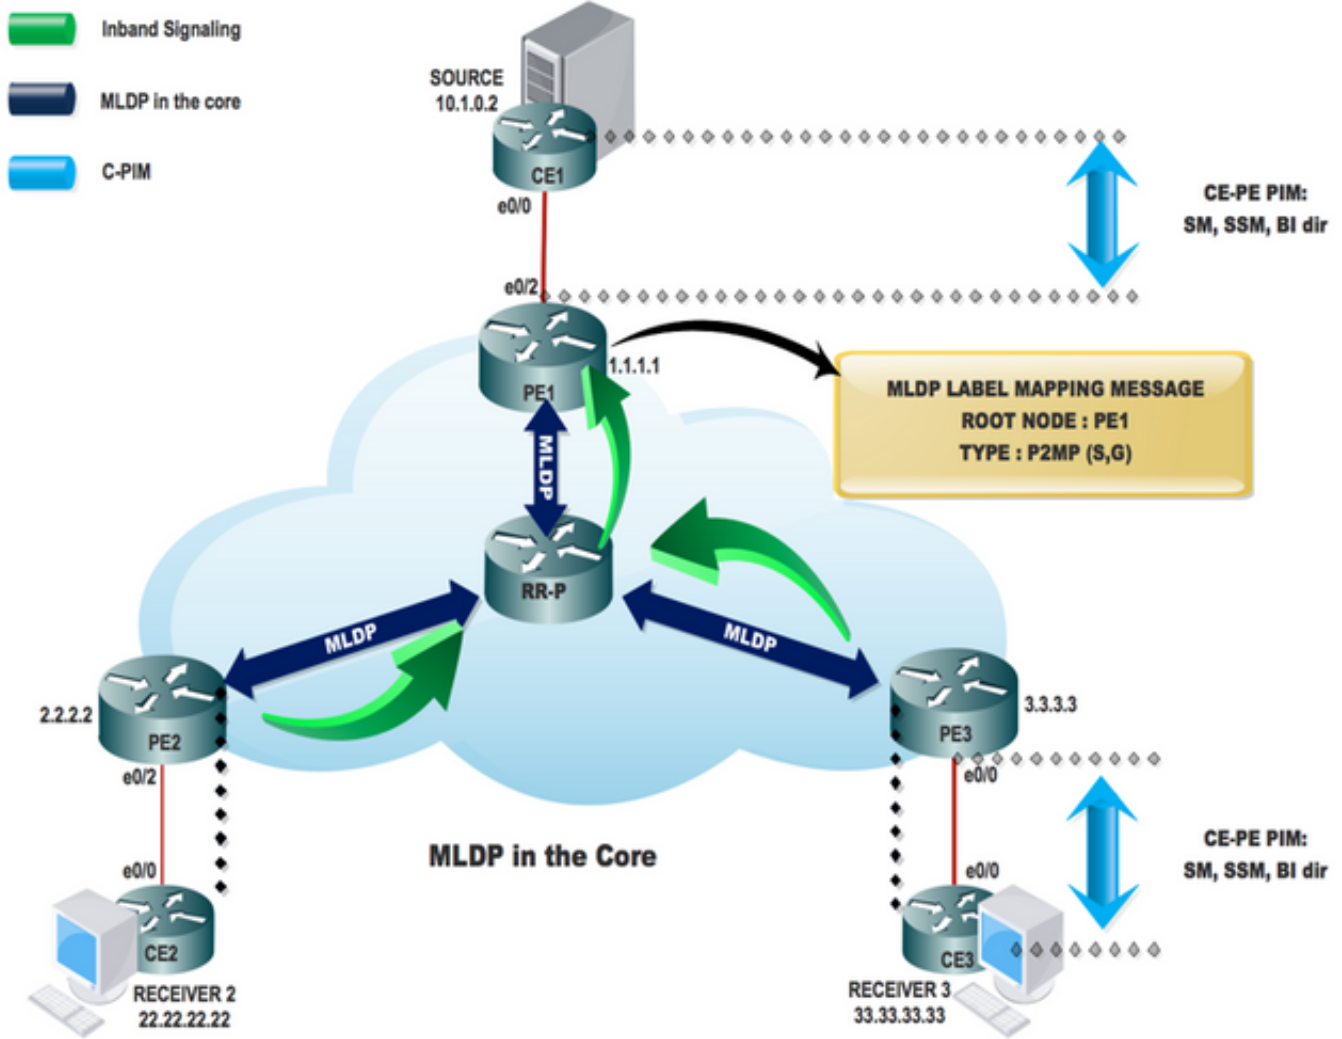 Inband Signaling
MLDP in the core
C-PIM
SOURCE
10.1.0.2
CE1
e0/0
CE-PE PIM:
SM, SSM, BI dir
e0/2
PE1
1.1.1.1
MLDP LABEL MAPPING MESSAGE
ROOT NODE : PE1
TYPE : P2MP (S,G)
MLDP
RR-P
MLDP
MLDP
2.2.2.2
PE2
e0/2
3.3.3.3
PE3
e0/0
MLDP in the Core
CE-PE PIM:
SM, SSM, BI dir
e0/0
CE2
RECEIVER 2
22.22.22.22
e0/0
CE3
RECEIVER 3
33.33.33.33